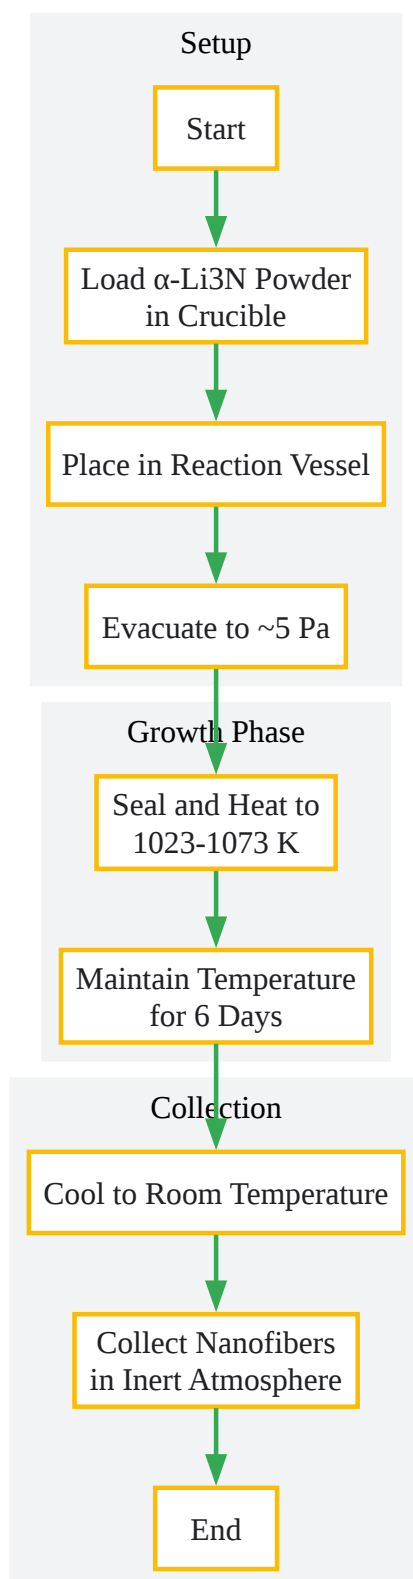 Setup
Start
Load α-Li3N Powder
in Crucible
Place in Reaction Vessel
Evacuate to ~5 Pa
Growth Phase
Seal and Heat to
1023-1073 K
Maintain Temperature
for 6 Days
Collection
Cool to Room Temperature
Collect Nanofibers
in Inert Atmosphere
End